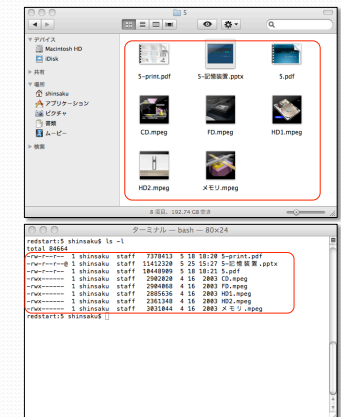 5
デバイス
Macintosh HD
iDisk
共有
場所
shinsaku
アプリケーション
ピクチャ
書類
ムービー
検索
5-print.pdf
5-記憶装置.pptx
5.pdf
CD.mpeg
FD.mpeg
HD1.mpeg
HD2.mpeg
メモリ.mpeg
8 項目、192.74 GB 空き
ターミナル — bash — 80×24
redstart:5 shinsaku$ ls -l
total 84664
-rw-r--r-- 1 shinsaku staff 7378413 5 18 18:20 5-print.pdf
-rw-r--r--@ 1 shinsaku staff 11412320 5 25 15:27 5-記憶装置.pptx
-rw-r--r-- 1 shinsaku staff 10448909 5 18 18:21 5.pdf
-rwx------ 1 shinsaku staff 2902020 4 16 2003 CD.mpeg
-rwx------ 1 shinsaku staff 2904068 4 16 2003 FD.mpeg
-rwx------ 1 shinsaku staff 2885636 4 16 2003 HD1.mpeg
-rwx------ 1 shinsaku staff 2361348 4 16 2003 HD2.mpeg
-rwx------ 1 shinsaku staff 3031044 4 16 2003 メモリ.mpeg
redstart:5 shinsaku$